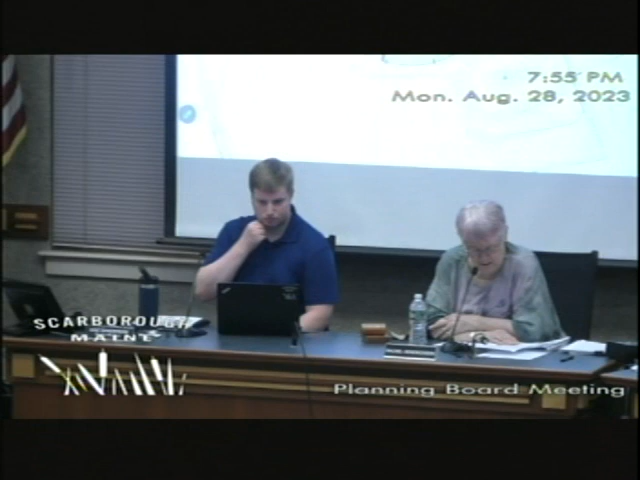 7:55 PM
Mon. Aug. 28, 2023
SCARBOROUGH
MAINE
Planning Board Meeting